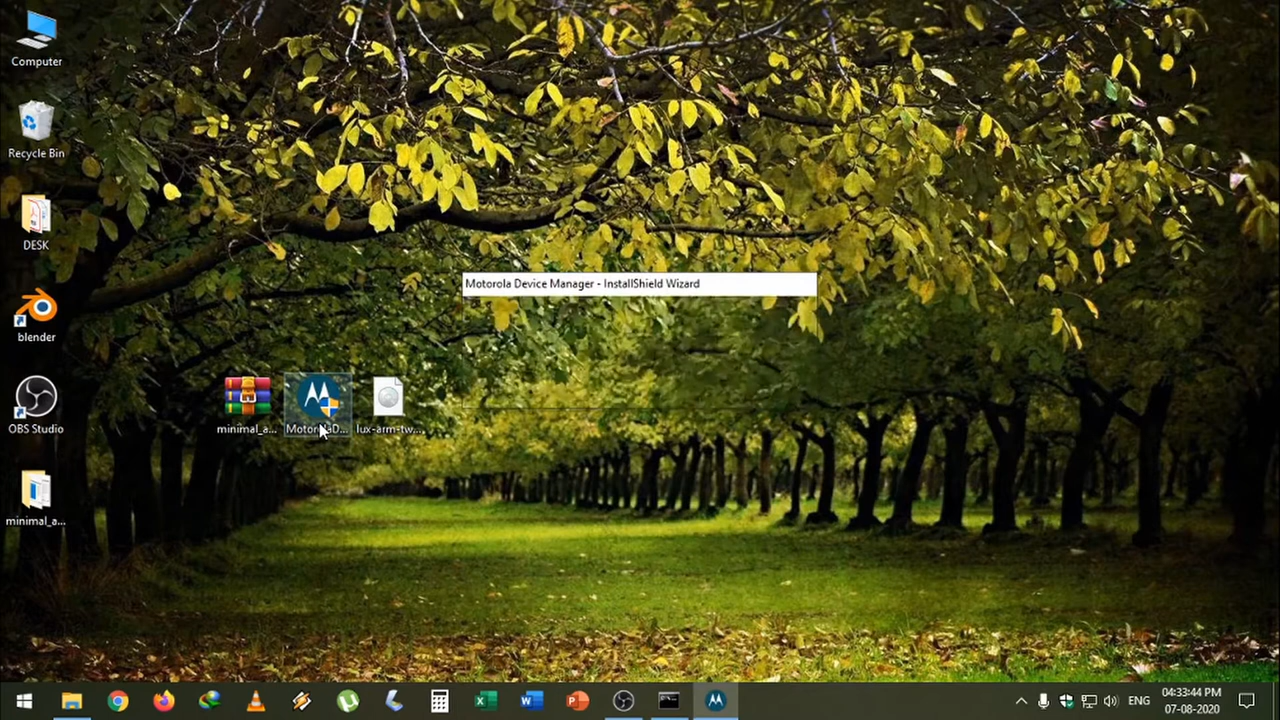 Computer
Recycle Bin
DESK
blender
OBS Studio
minimal_a...
Motorola Device Manager - InstallShield Wizard
minimal_a...
MotorolaD...
lux-arm-tw...
ENG
04:33:44 PM
07-08-2020